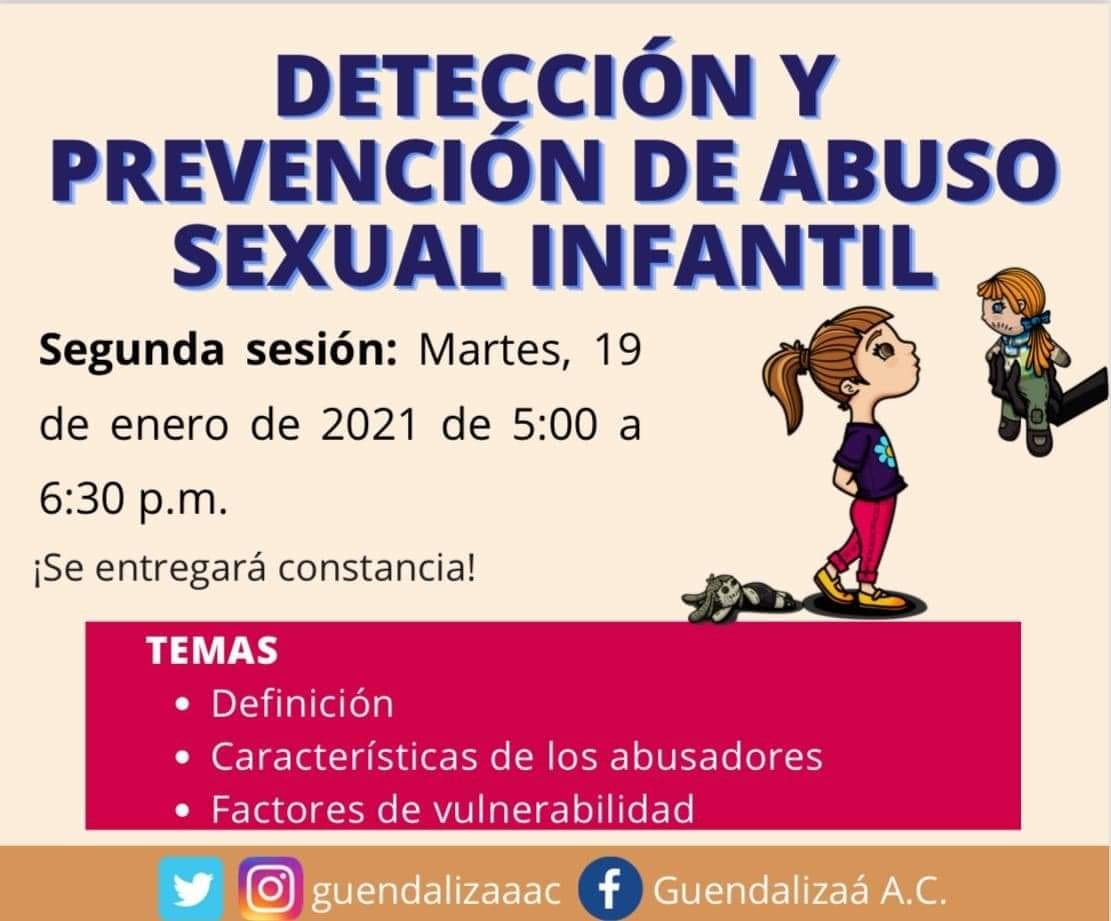 DETECCIÓN Y
PREVENCIÓN DE ABUSO
SEXUAL INFANTIL
Segunda sesión: Martes, 19
de enero de 2021 de 5:00 a
6:30 p.m.
¡Se entregará constancia!
TEMAS
• Definición
• Características de los abusadores
• Factores de vulnerabilidad
guendalizaaac Guendalizaá A.C.